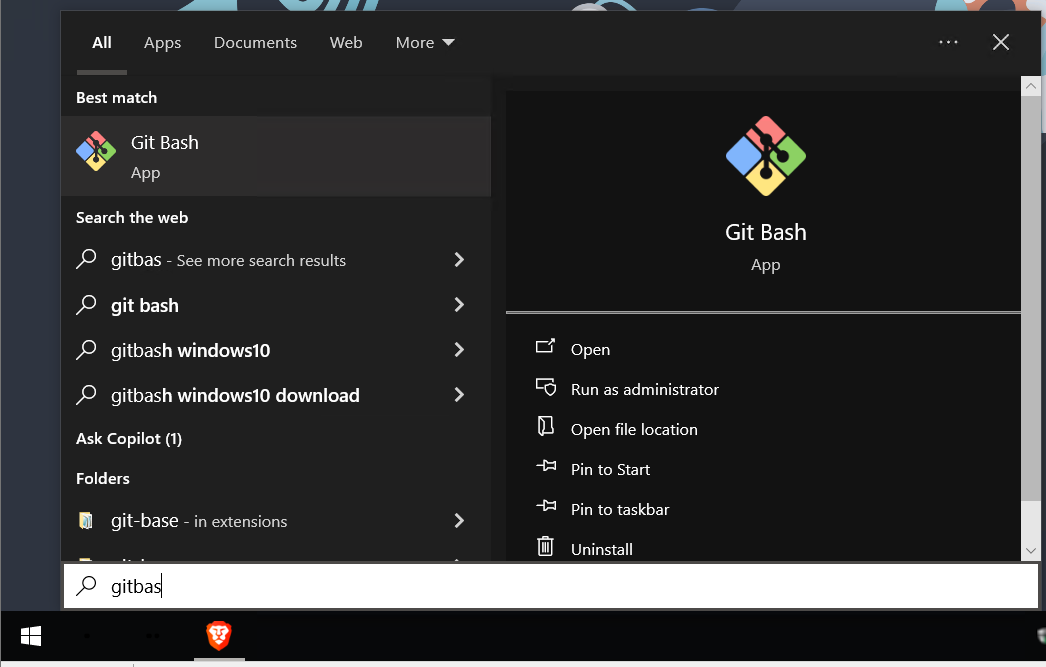 All Apps Documents Web More
Best match
Git Bash
App
Search the web
gitbas - See more search results
git bash
gitbash windows10
gitbash windows10 download
Ask Copilot (1)
Folders
git-base - in extensions
Git Bash
App
Open
Run as administrator
Open file location
Pin to Start
Pin to taskbar
Uninstall
gitbas